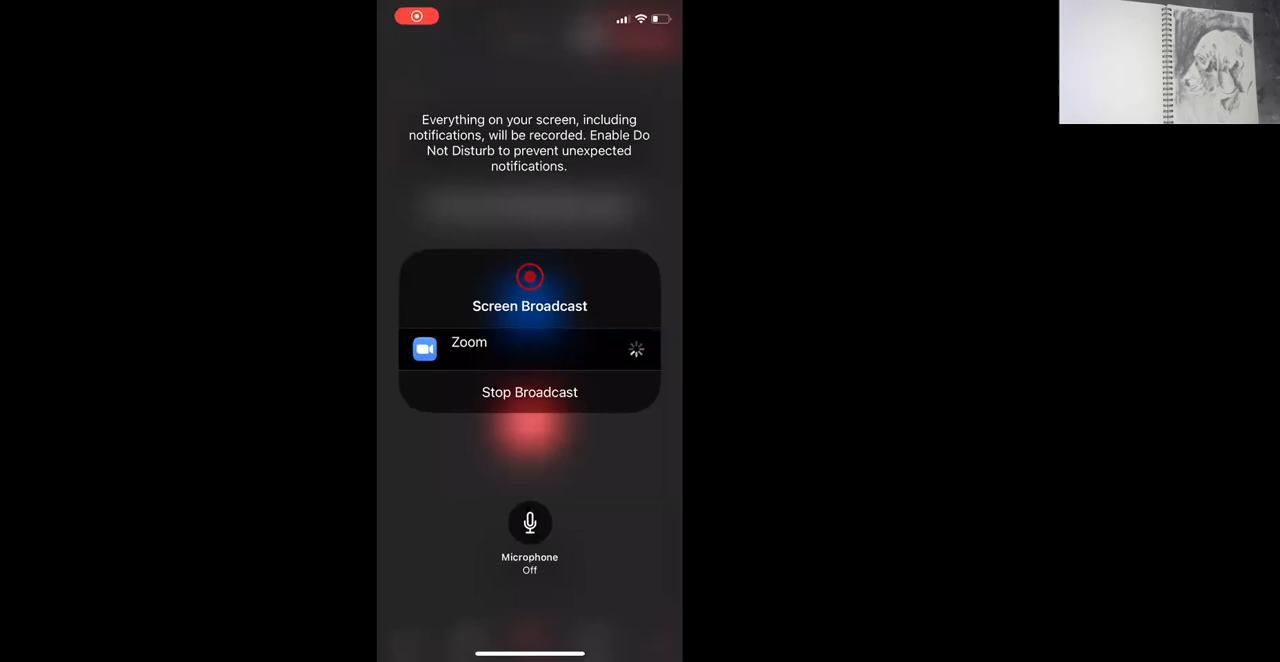 Everything on your screen, including
notifications, will be recorded. Enable Do
Not Disturb to prevent unexpected
notifications.
Screen Broadcast
Zoom
Stop Broadcast
Microphone
Off